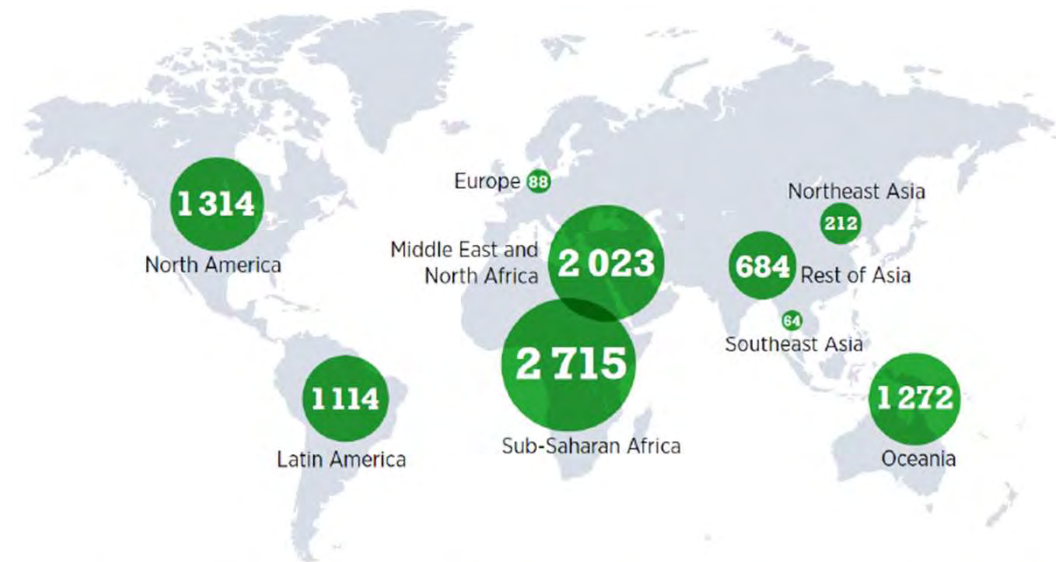 1 314
North America
Europe 88
Northeast Asia
212
Middle East and
North Africa
2 023
684 Rest of Asia
64
Southeast Asia
2 715
Sub-Saharan Africa
1 114
Latin America
1 272
Oceania